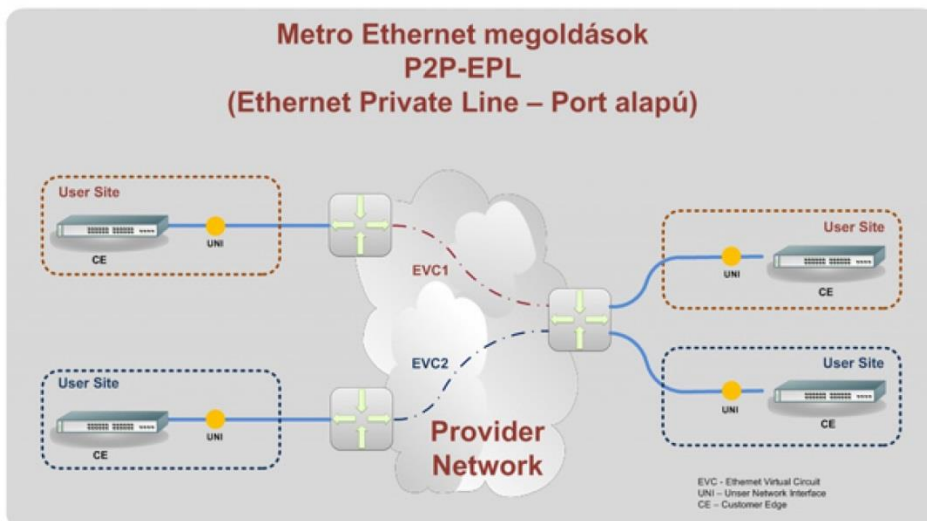 Metro Ethernet megoldások
P2P-EPL
(Ethernet Private Line – Port alapú)
User Site
UNI
CE
User Site
UNI
CE
EVC1
EVC2
User Site
UNI
CE
User Site
UNI
CE
Provider
Network
EVC - Ethernet Virtual Circuit
UNI – Unser Network Interface
CE – Customer Edge